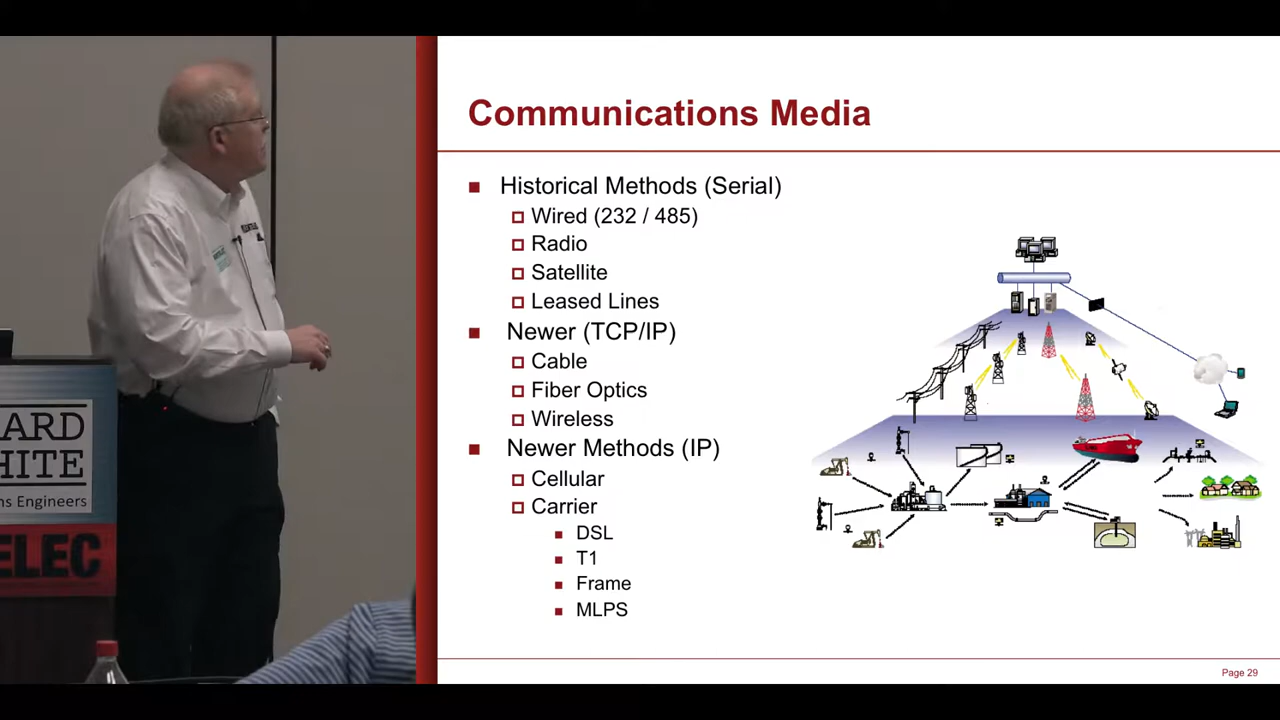 Communications Media
Historical Methods (Serial)
Wired (232 / 485)
Radio
Satellite
Leased Lines
Newer (TCP/IP)
Cable
Fiber Optics
Wireless
Newer Methods (IP)
Cellular
Carrier
DSL
T1
Frame
MLPS
Page 29
ARD
HITE
ns Engineers
ELEC